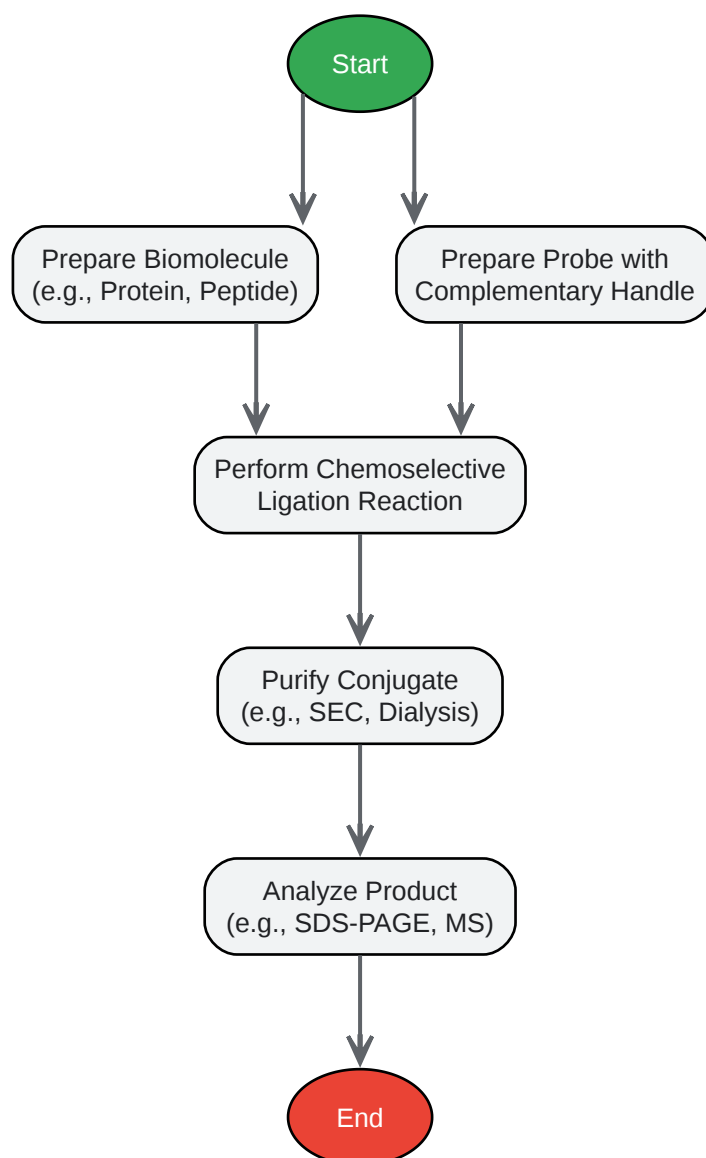 Start
Prepare Biomolecule
(e.g., Protein, Peptide)
Prepare Probe with
Complementary Handle
Perform Chemoselective
Ligation Reaction
Purify Conjugate
(e.g., SEC, Dialysis)
Analyze Product
(e.g., SDS-PAGE, MS)
End